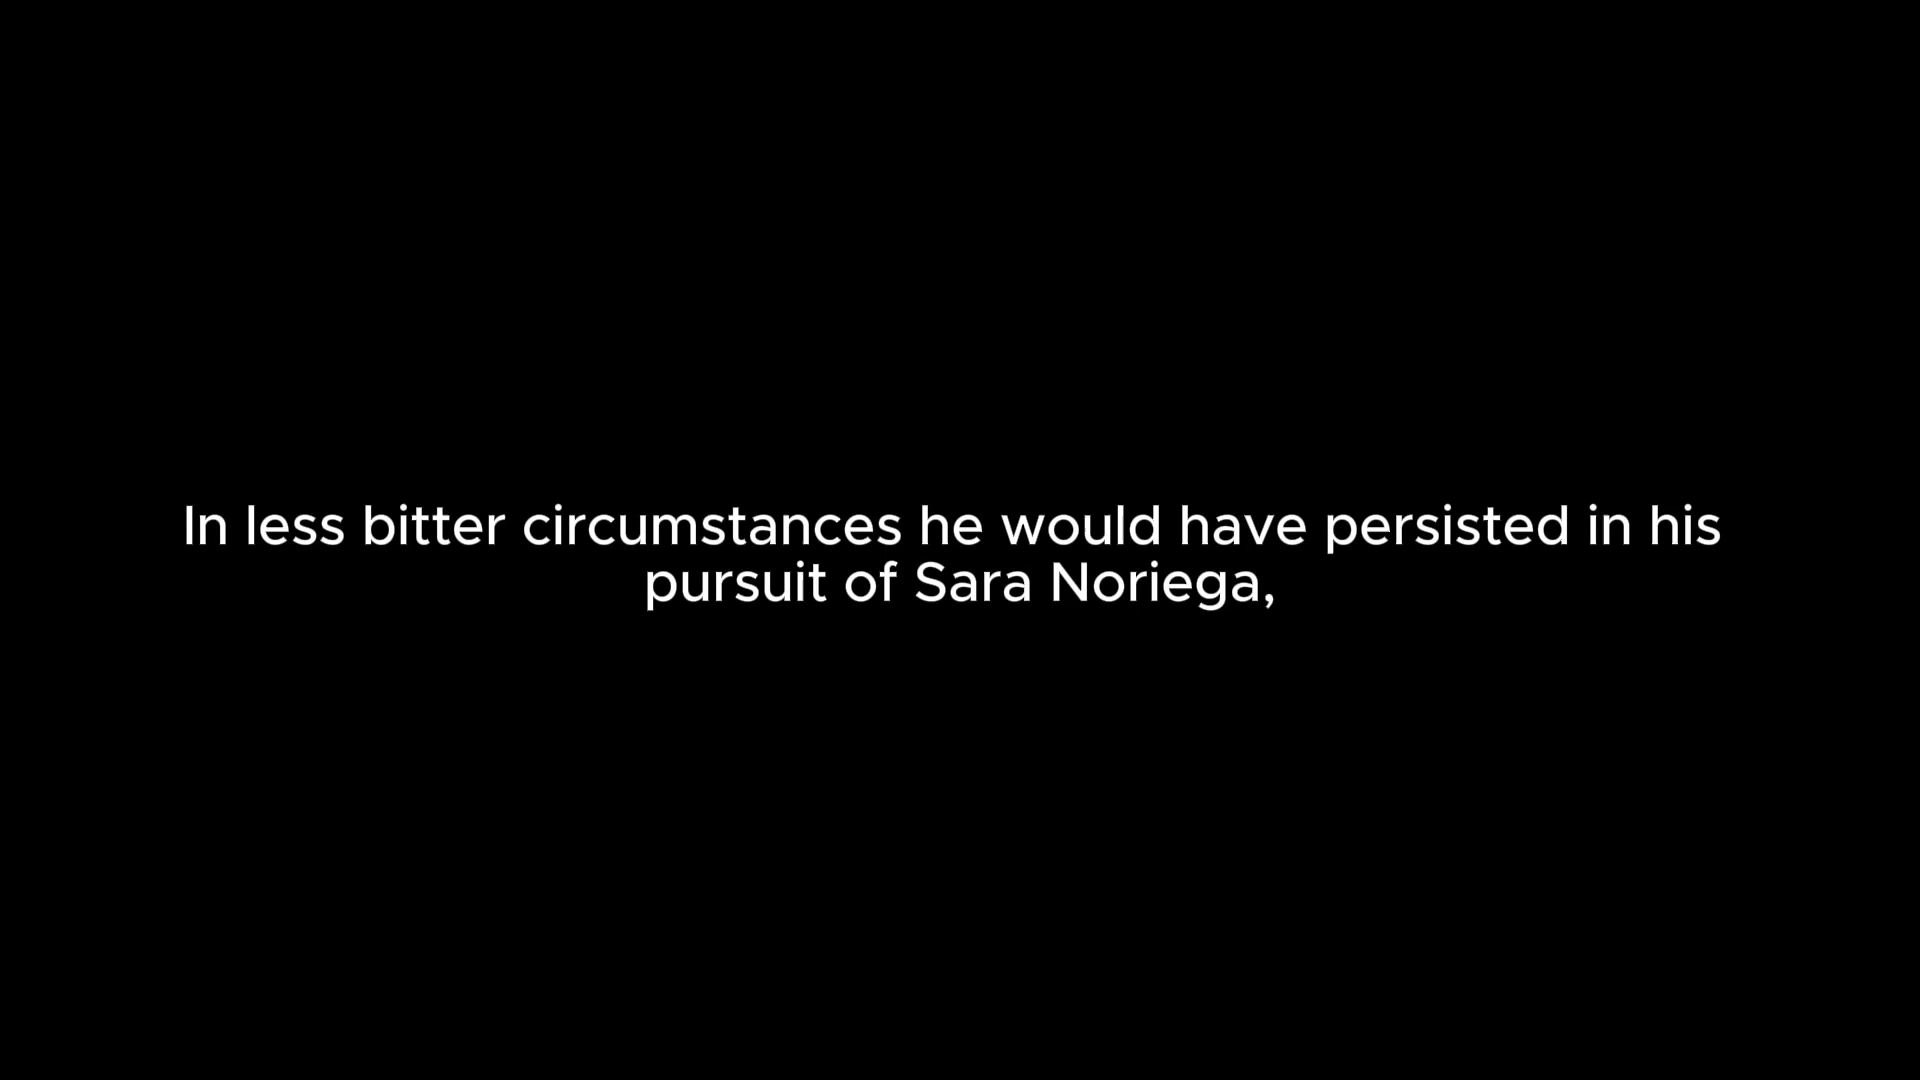 In less bitter circumstances he would have persisted in his
pursuit of Sara Noriega,